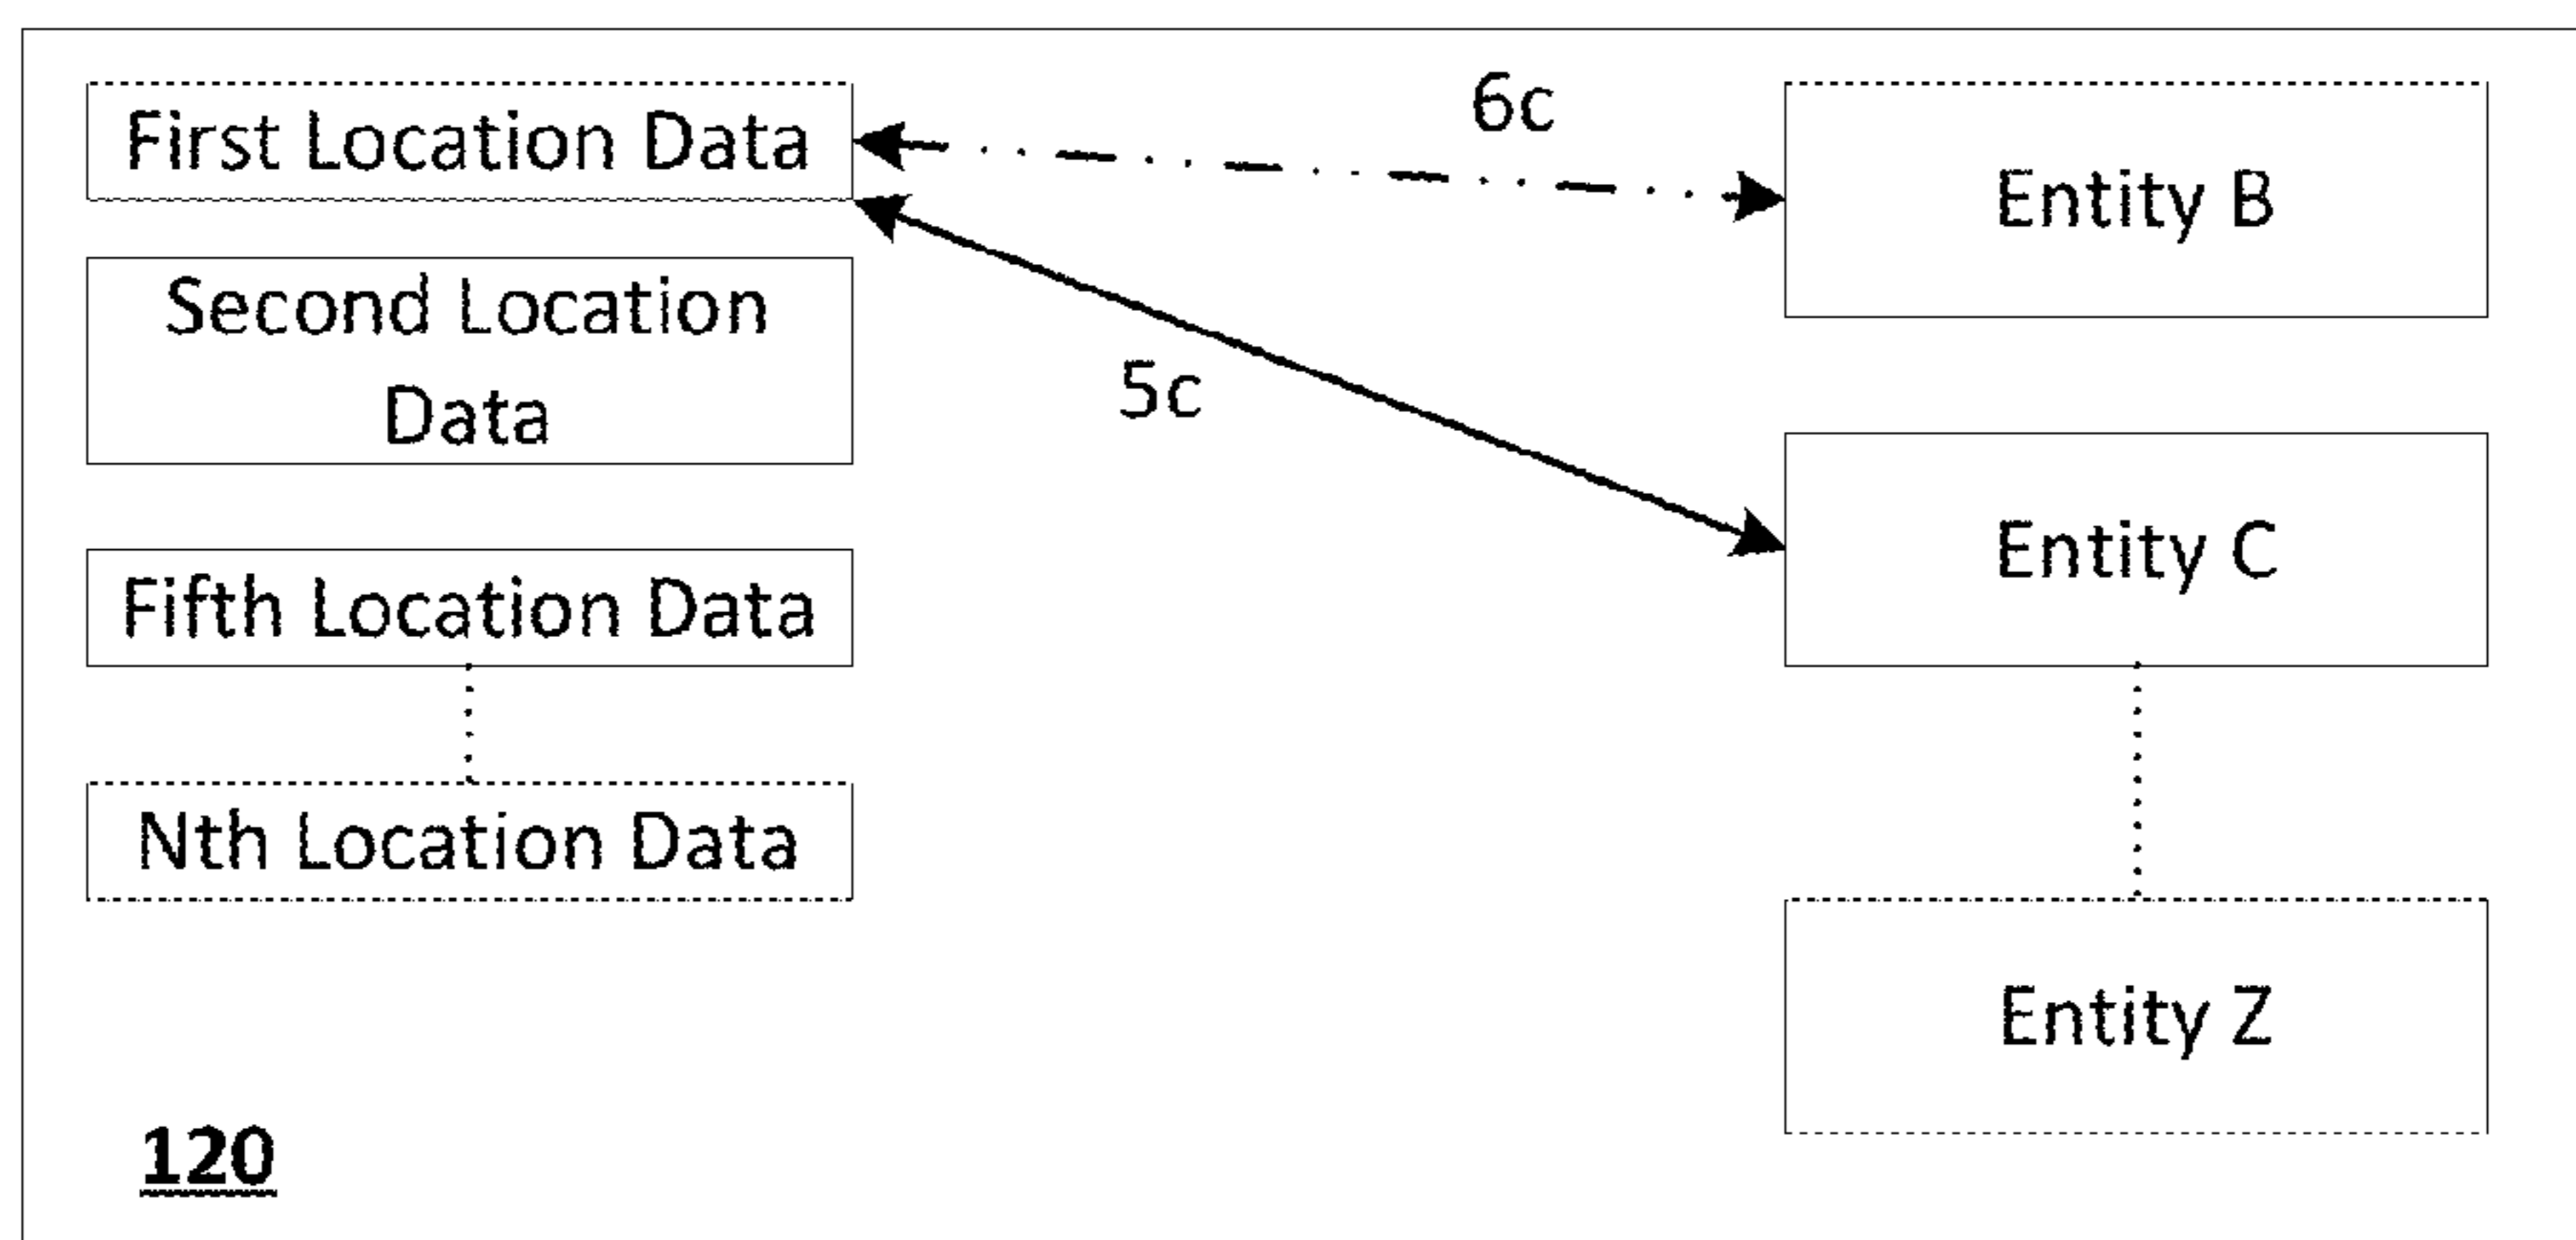 First Location Data
6c
Entity B
Second Location
Data
5c
Entity C
Fifth Location Data
Nth Location Data
Entity Z
120